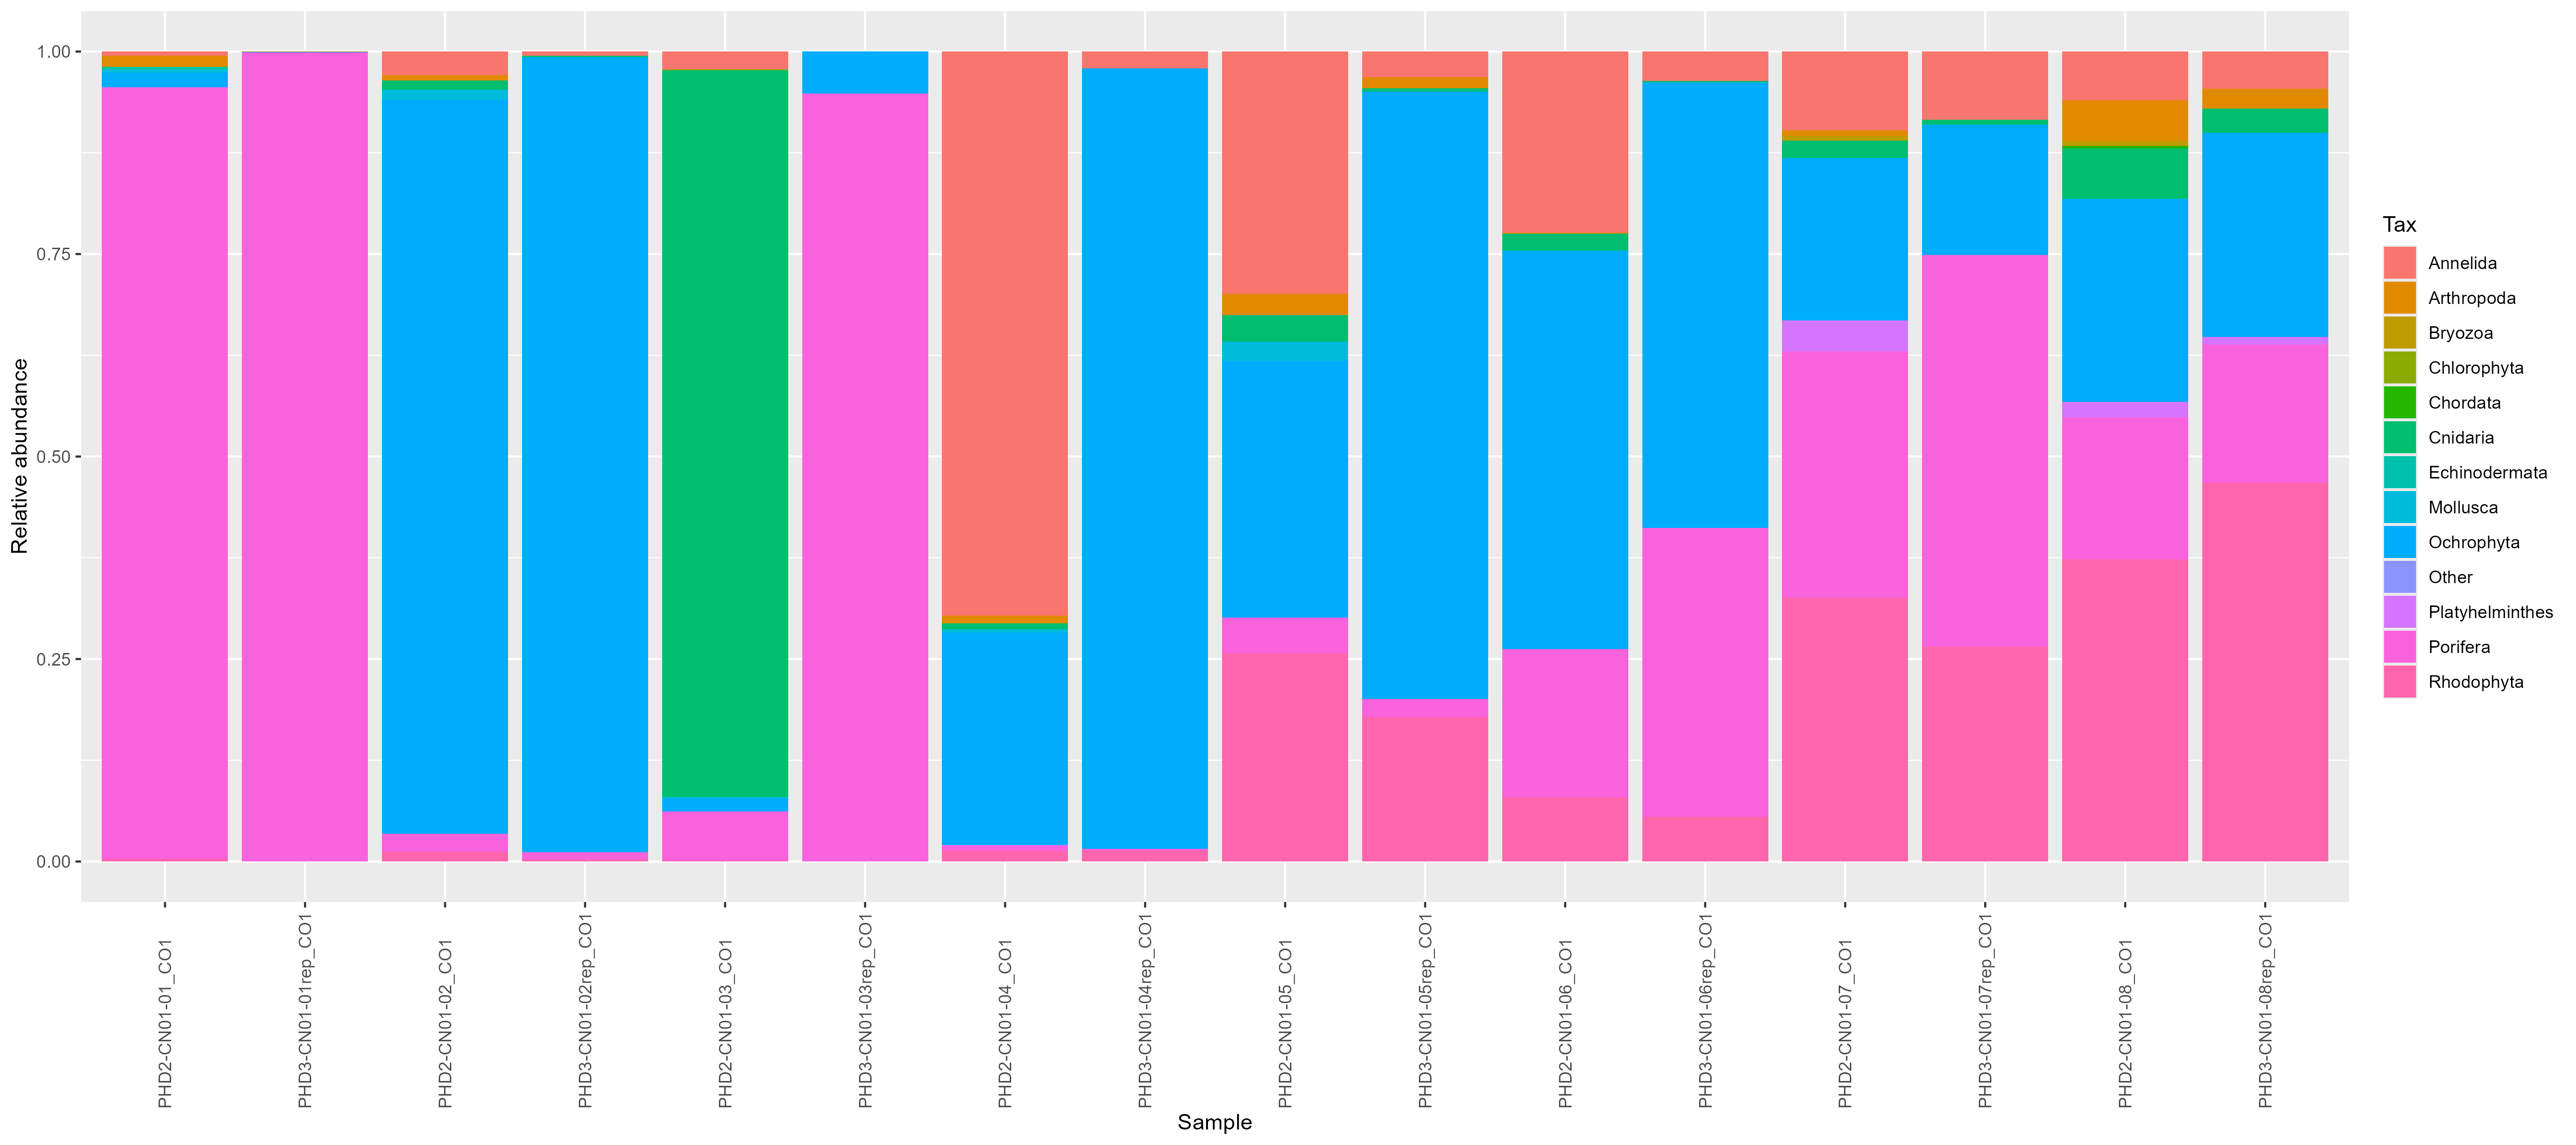 Relative abundance
1.00
0.75
0.50
0.25
0.00
PHD2-CN01-01_CO1
PHD3-CN01-01rep_CO1
PHD2-CN01-02_CO1
PHD3-CN01-02rep_CO1
PHD2-CN01-03_CO1
PHD3-CN01-03rep_CO1
PHD2-CN01-04_CO1
PHD3-CN01-04rep_CO1
PHD2-CN01-05_CO1
PHD3-CN01-05rep_CO1
PHD2-CN01-06_CO1
PHD3-CN01-06rep_CO1
PHD2-CN01-07_CO1
PHD3-CN01-07rep_CO1
PHD2-CN01-08_CO1
PHD3-CN01-08rep_CO1
Sample
Tax
Annelida
Arthropoda
Bryozoa
Chlorophyta
Chordata
Cnidaria
Echinodermata
Mollusca
Ochrophyta
Other
Platyhelminthes
Porifera
Rhodophyta